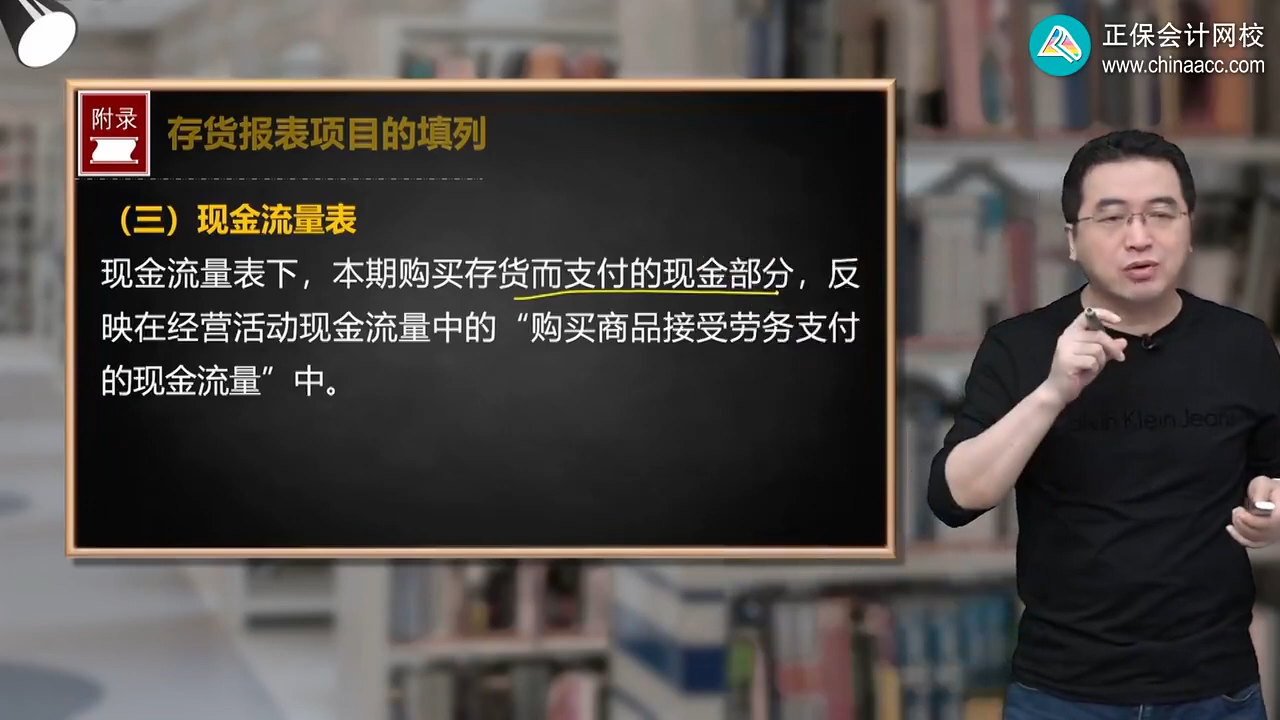 正保会计网校
www.chinaacc.com
附录
存货报表项目的填列
（三）现金流量表
现金流量表下，本期购买存货而支付的现金部分，反
映在经营活动现金流量中的“购买商品接受劳务支付
的现金流量”中。
Calvin Klein Jeans